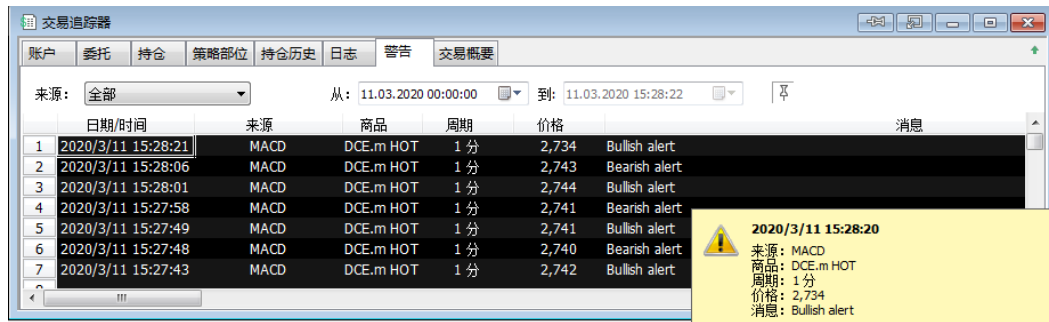 交易追踪器
账户 委托 持仓 策略部位 持仓历史 日志 警告 交易概要
来源： 全部 从： 11.03.2020 00:00:00 到： 11.03.2020 15:28:22
日期/时间 来源 商品 周期 价格 消息
1 2020/3/11 15:28:21 MACD DCE.m HOT 1 分 2,734 Bullish alert
2 2020/3/11 15:28:06 MACD DCE.m HOT 1 分 2,743 Bearish alert
3 2020/3/11 15:28:01 MACD DCE.m HOT 1 分 2,744 Bullish alert
4 2020/3/11 15:27:58 MACD DCE.m HOT 1 分 2,741 Bearish alert
5 2020/3/11 15:27:49 MACD DCE.m HOT 1 分 2,741 Bullish alert
6 2020/3/11 15:27:48 MACD DCE.m HOT 1 分 2,740 Bearish alert
7 2020/3/11 15:27:43 MACD DCE.m HOT 1 分 2,742 Bullish alert
2020/3/11 15:28:20
来源：MACD
商品：DCE.m HOT
周期：1 分
价格：2,734
消息：Bullish alert